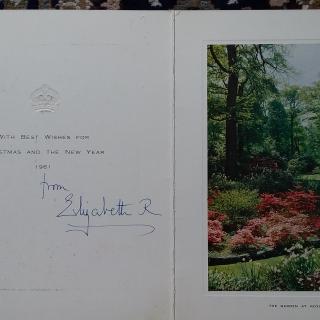 With Best Wishes for
stmas and the New Year
1961
from
Elizabeth R
The Garden at